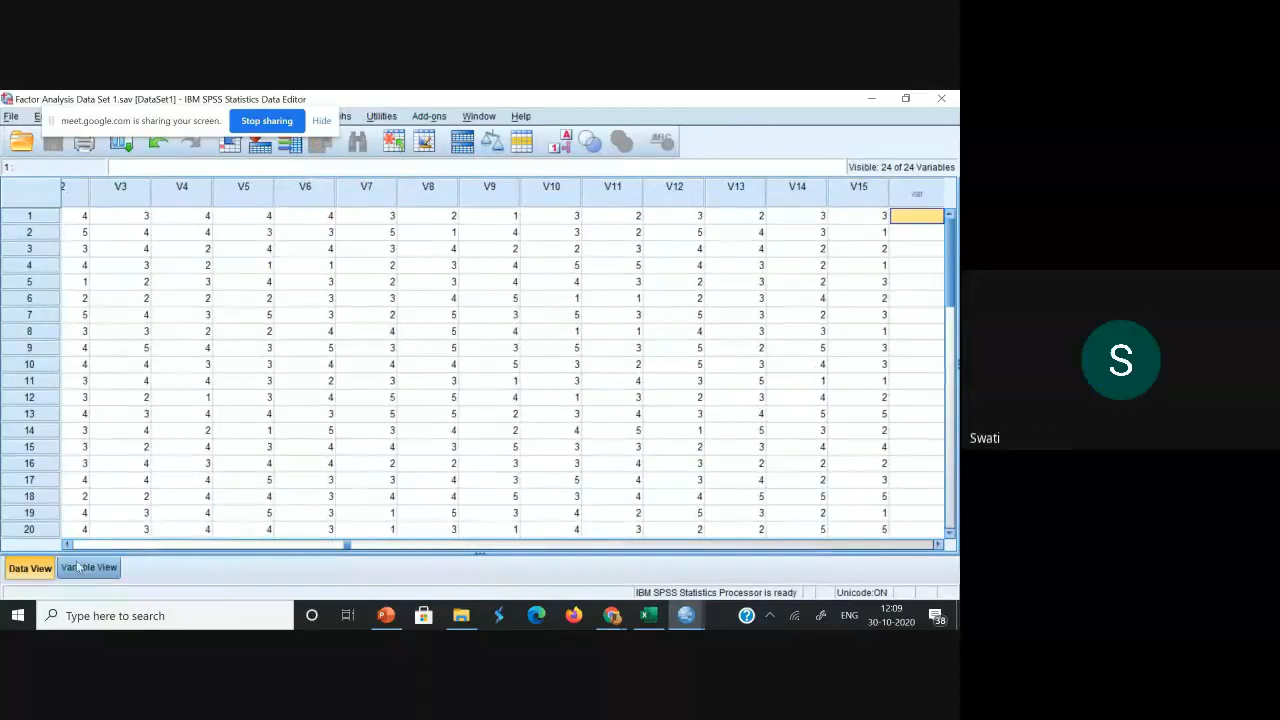 Factor Analysis Data Set 1.sav [DataSet1] - IBM SPSS Statistics Data Editor
File E meet.google.com is sharing your screen. Stop sharing Hide hs Utilities Add-ons Window Help
1 : Visible: 24 of 24 Variables
2 V3 V4 V5 V6 V7 V8 V9 V10 V11 V12 V13 V14 V15 var
1 4 3 4 4 4 3 2 1 3 2 3 2 3 3
2 5 4 4 3 3 5 1 4 3 2 5 4 3 1
3 3 4 2 4 4 3 4 2 2 3 4 4 2 2
4 4 3 2 1 1 2 3 4 5 5 4 3 2 1
5 1 2 3 4 3 2 3 4 4 3 2 3 2 3
6 2 2 2 2 3 3 4 5 1 1 2 3 4 2
7 5 4 3 5 3 2 5 3 5 3 5 3 2 3
8 3 3 2 2 4 4 5 4 1 1 4 3 3 1
9 4 5 4 3 5 3 5 3 5 3 5 2 5 3
10 4 4 3 3 4 4 4 5 3 2 5 3 4 3
11 3 4 4 3 2 3 3 1 3 4 3 5 1 1
12 3 2 1 3 4 5 5 4 1 3 2 3 4 2
13 4 3 4 4 3 5 5 2 3 4 3 4 5 5
14 3 4 2 1 5 3 4 2 4 5 1 5 3 2
15 3 2 4 3 4 4 3 5 3 3 2 3 4 4
16 3 4 3 4 4 2 2 3 3 4 3 2 2 2
17 4 4 4 5 3 3 4 3 5 4 3 4 2 3
18 2 2 4 4 3 4 4 5 3 4 4 5 5 5
19 4 3 4 5 3 1 5 3 4 2 5 3 2 1
20 4 3 4 4 3 1 3 1 4 3 2 2 5 5
Data View Variable View
IBM SPSS Statistics Processor is ready Unicode:ON
Type here to search ENG 12:09
30-10-2020 38
S
Swati